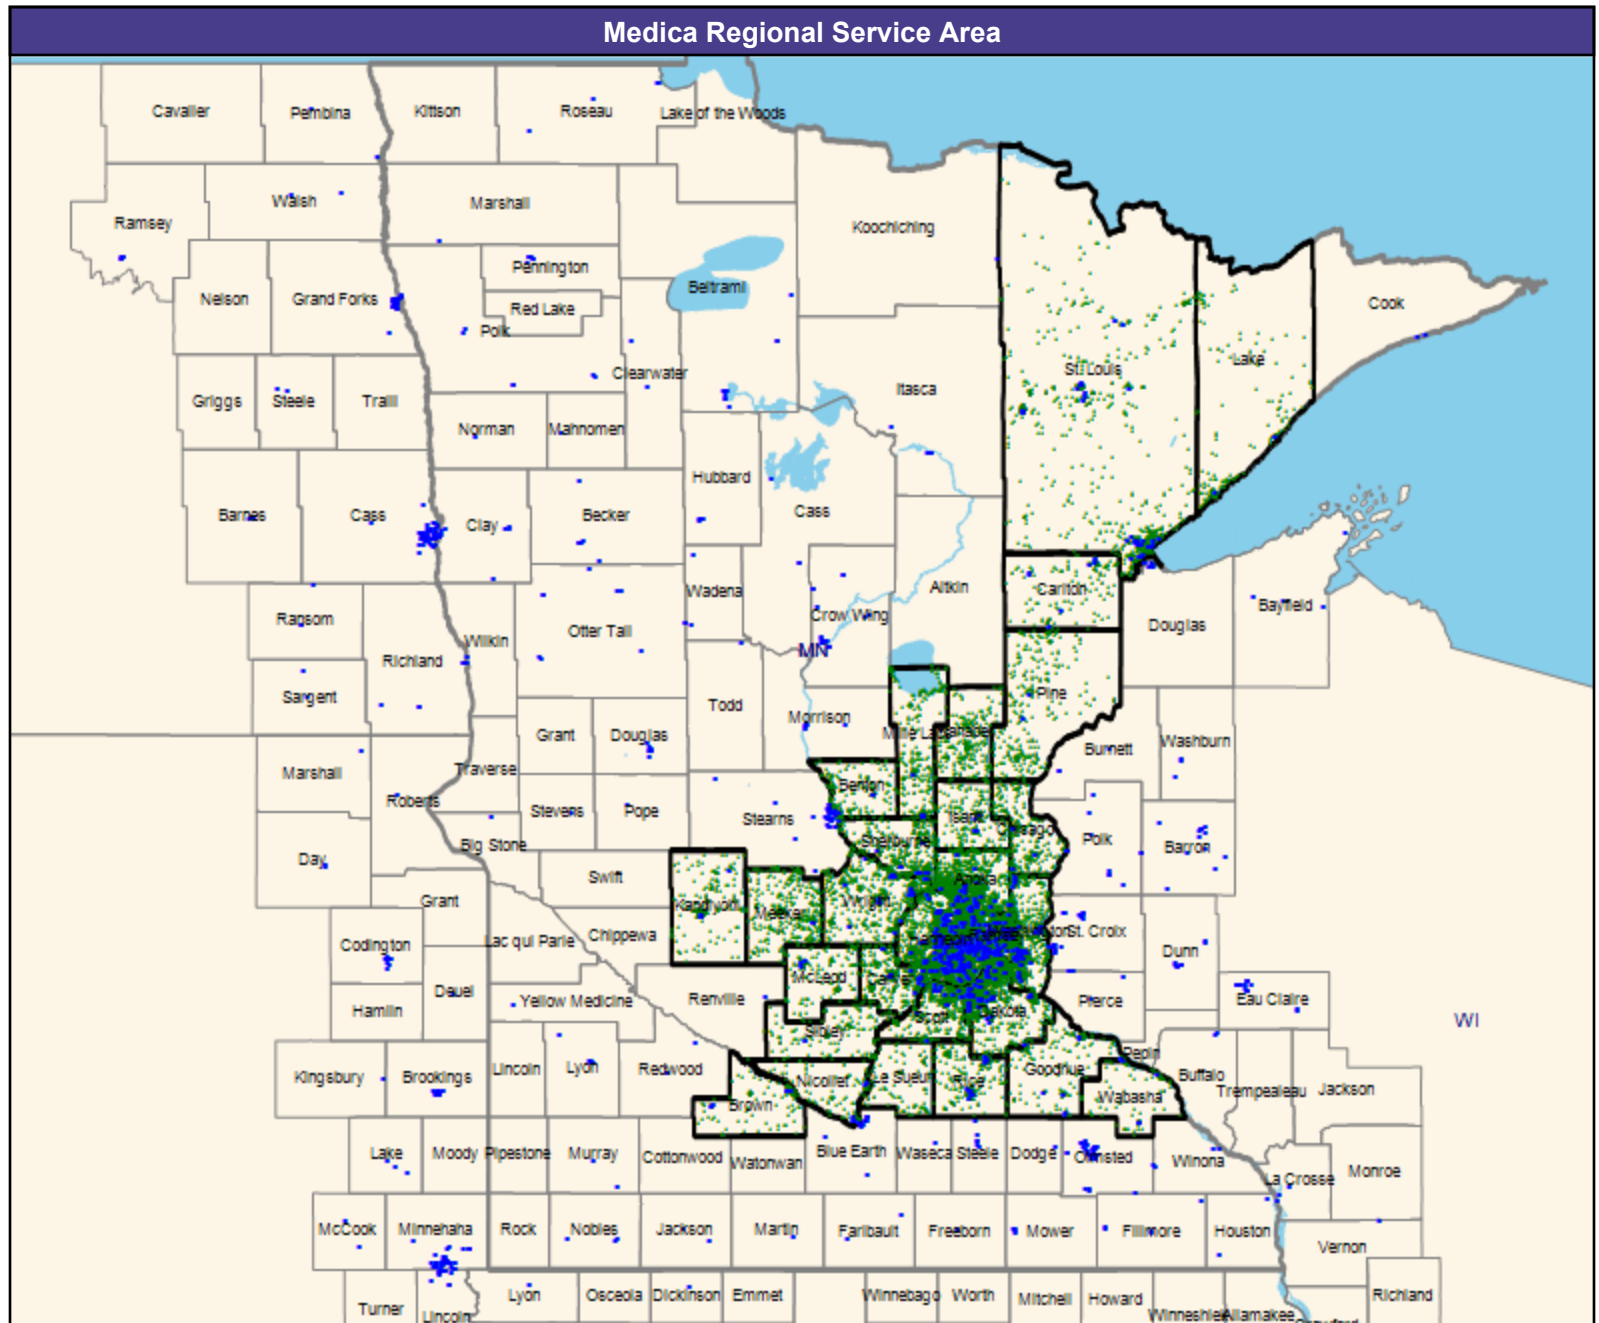 Medica Regional Service Area
Cavalier
Pembina
Kittson
Roseau
Lake of the Woods
Ramsey
Walsh
Marshall
Koochiching
Nelson
Grand Forks
Pennington
Red Lake
Polk
Beltrami
Cook
Griggs
Steele
Traill
Clearwater
Itasca
St. Louis
Lake
Norman
Mahnomen
Hubbard
Barnes
Cass
Clay
Becker
Cass
Ransom
Richland
Wilkin
Otter Tail
Wadena
Crow Wing
Aitkin
Carlton
Douglas
Bayfield
MN
Sargent
Grant
Douglas
Todd
Morrison
Mille La
Pine
Burnett
Washburn
Marshall
Roberts
Traverse
Stevens
Pope
Stearns
Benton
Day
Big Stone
Sherburne
Isanti
Chisago
Polk
Barron
Grant
Swift
Kandiyohi
Meeker
Wright
Anoka
Codington
Lac qui Parle
Chippewa
St. Croix
Dunn
Hamlin
Deuel
Yellow Medicine
Renville
McLeod
Carver
Scott
Dakota
Pierce
Eau Claire
WI
Sibley
Kingsbury
Brookings
Lincoln
Lyon
Redwood
Brown
Nicollet
Le Sueur
Rice
Goodhue
Wabasha
Pepin
Buffalo
Trempealeau
Jackson
Lake
Moody
Pipestone
Murray
Cottonwood
Watonwan
Blue Earth
Waseca
Steele
Dodge
Olmsted
Winona
La Crosse
Monroe
McCook
Minnehaha
Rock
Nobles
Jackson
Martin
Faribault
Freeborn
Mower
Fillmore
Houston
Vernon
Turner
Lincoln
Lyon
Osceola
Dickinson
Emmet
Winnebago
Worth
Mitchell
Howard
Allamakee
Richland